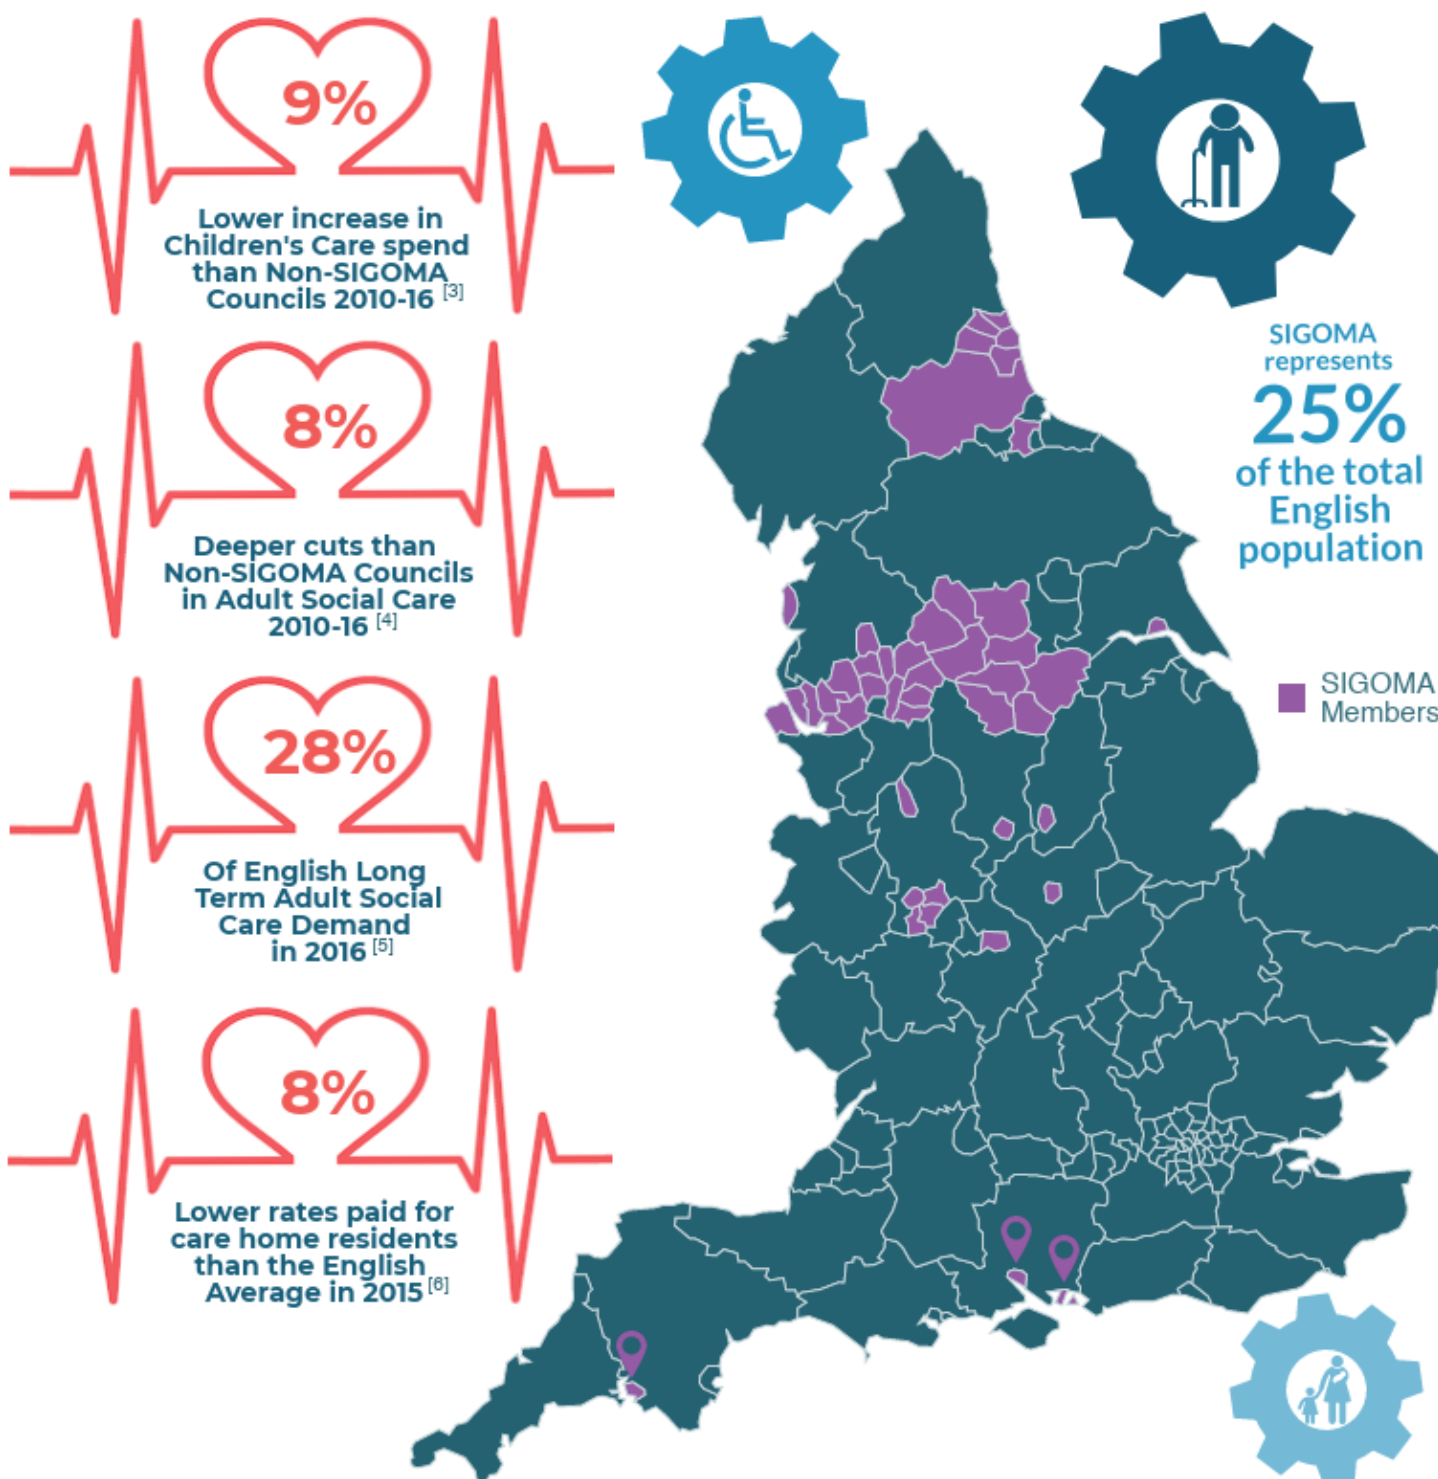 9%
Lower increase in
Children's Care spend
than Non-SIGOMA
Councils 2010-16 [3]
8%
Deeper cuts than
Non-SIGOMA Councils
in Adult Social Care
2010-16 [4]
28%
Of English Long
Term Adult Social
Care Demand
in 2016 [5]
8%
Lower rates paid for
care home residents
than the English
Average in 2015 [6]
SIGOMA
represents
25%
of the total
English
population
SIGOMA
Members